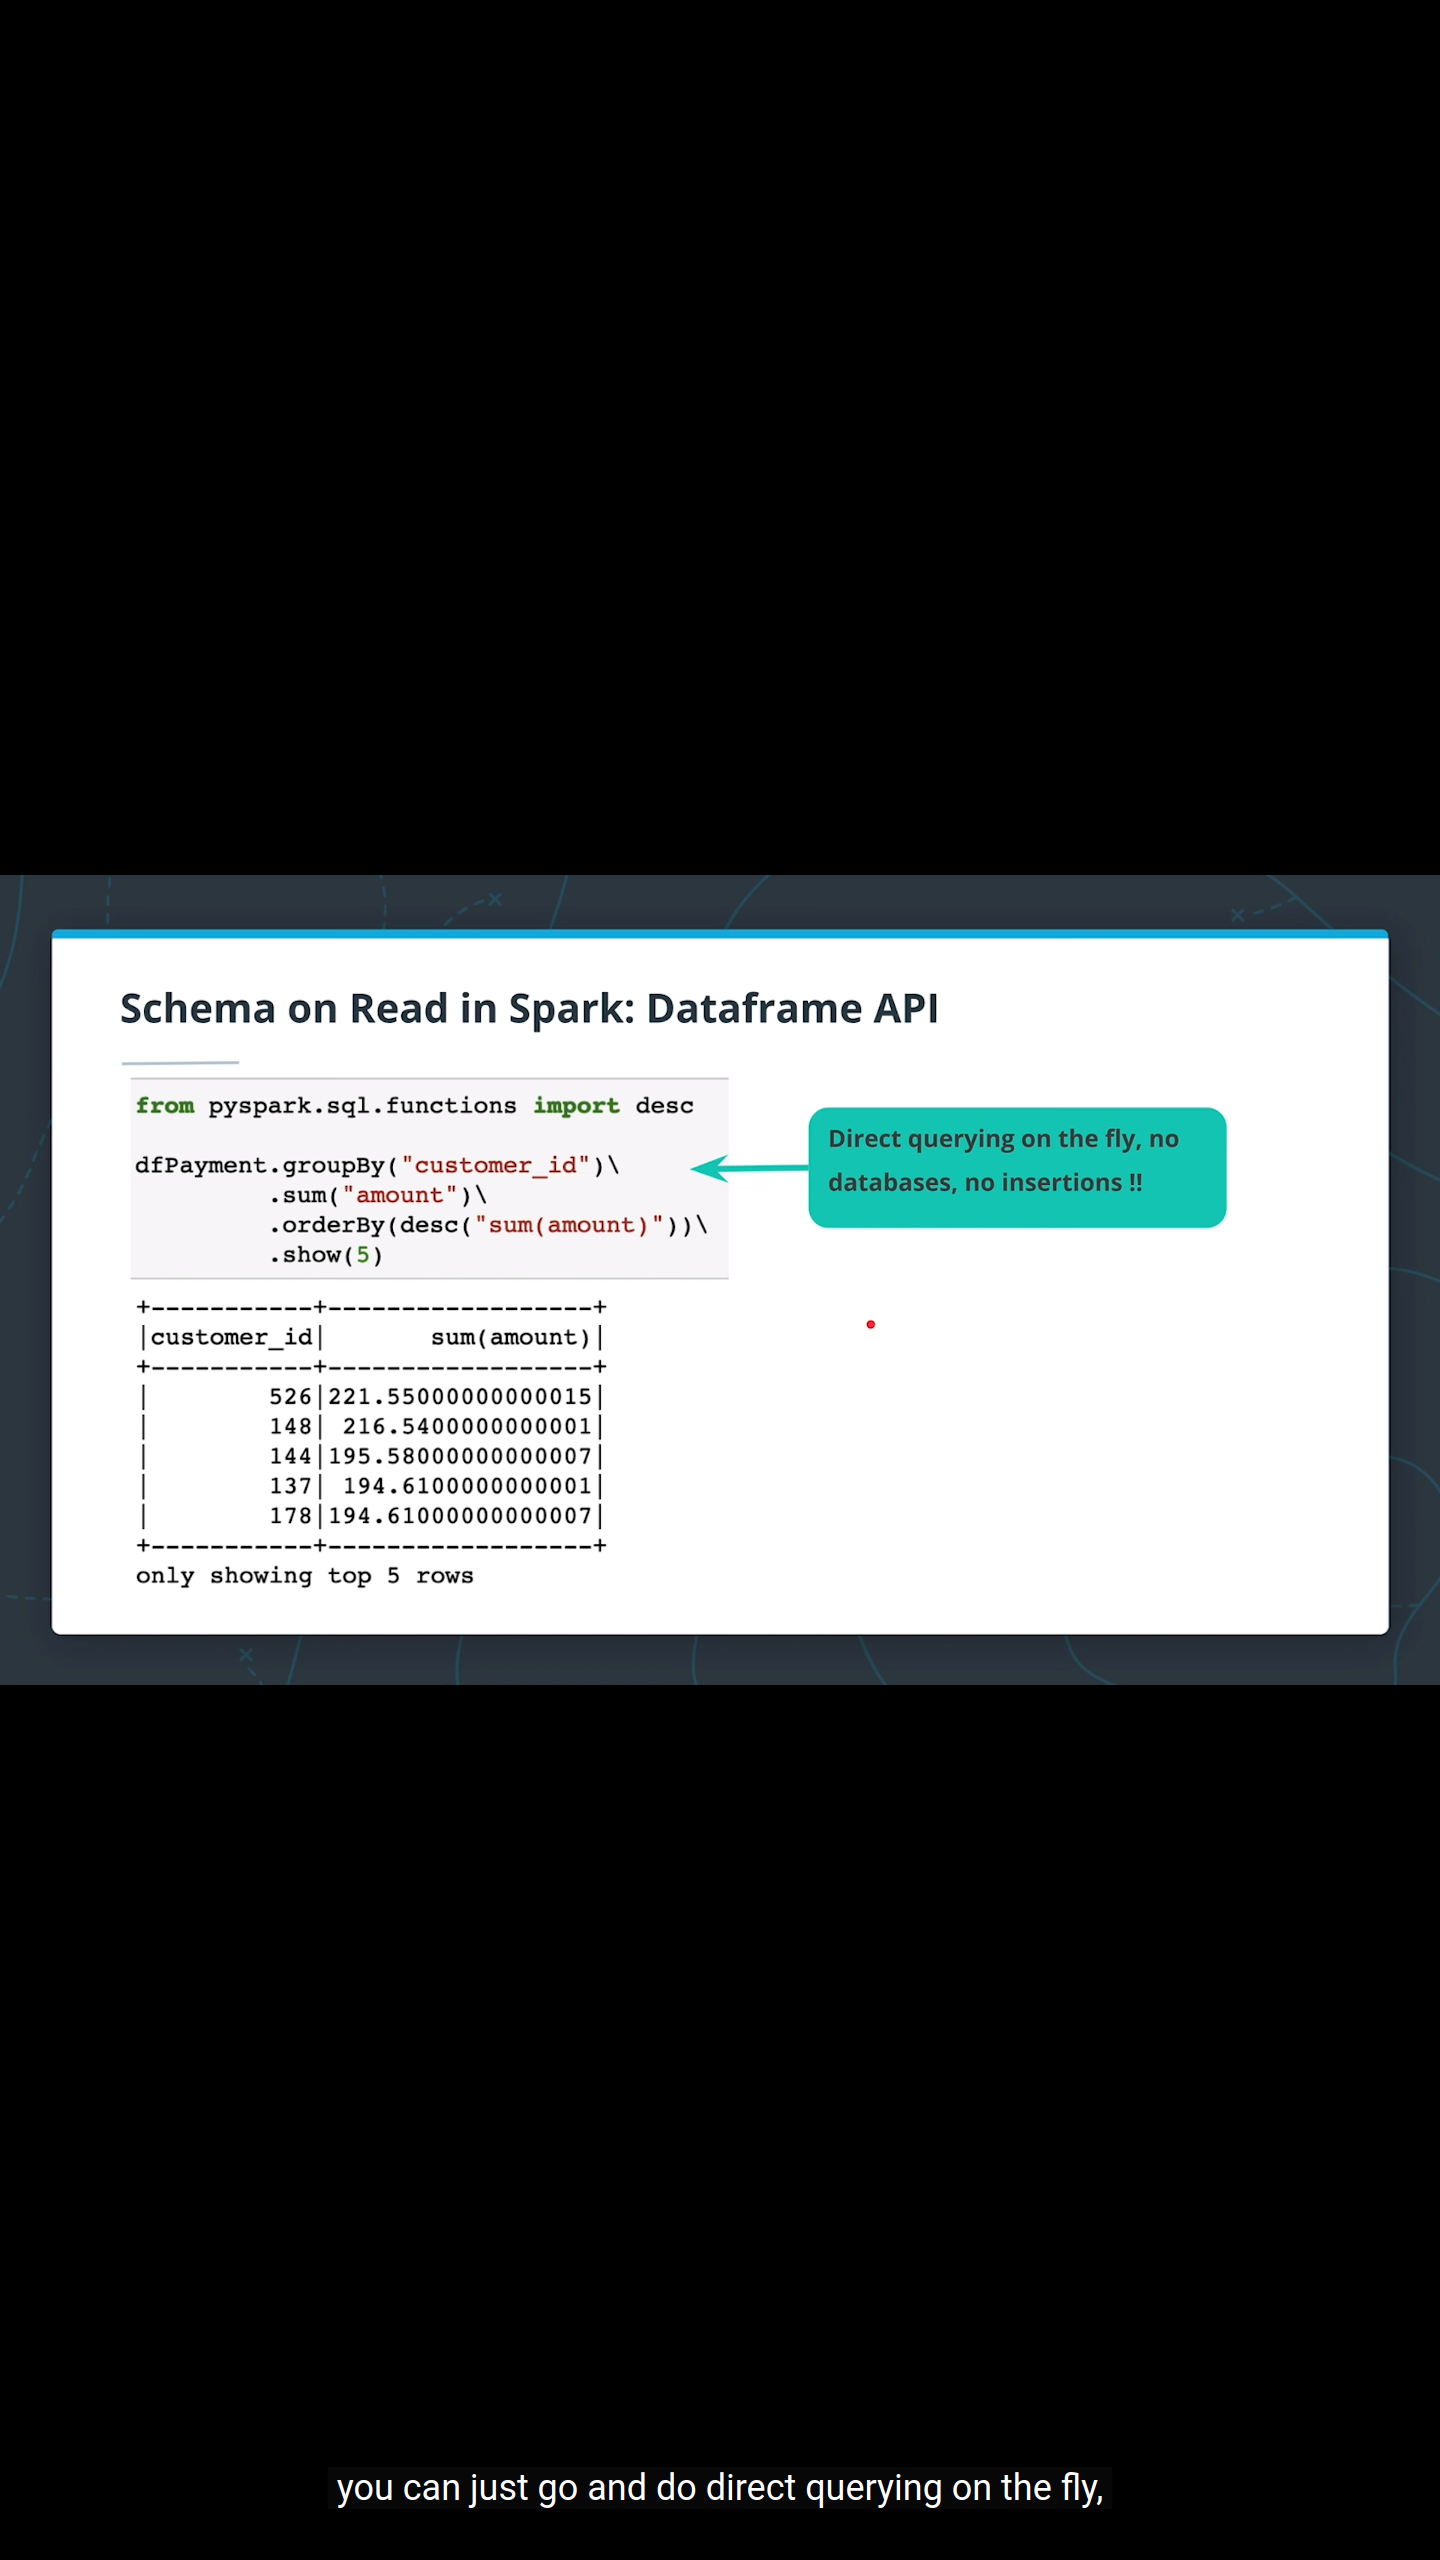 Schema on Read in Spark: Dataframe API
from pyspark.sql.functions import desc
dfPayment.groupBy("customer_id")\
         .sum("amount")\
         .orderBy(desc("sum(amount)"))\
         .show(5)
Direct querying on the fly, no
databases, no insertions !!
+-----------+------------------+
|customer_id|       sum(amount)|
+-----------+------------------+
|        526|221.55000000000015|
|        148| 216.5400000000001|
|        144|195.58000000000007|
|        137| 194.6100000000001|
|        178|194.61000000000007|
+-----------+------------------+
only showing top 5 rows
you can just go and do direct querying on the fly,